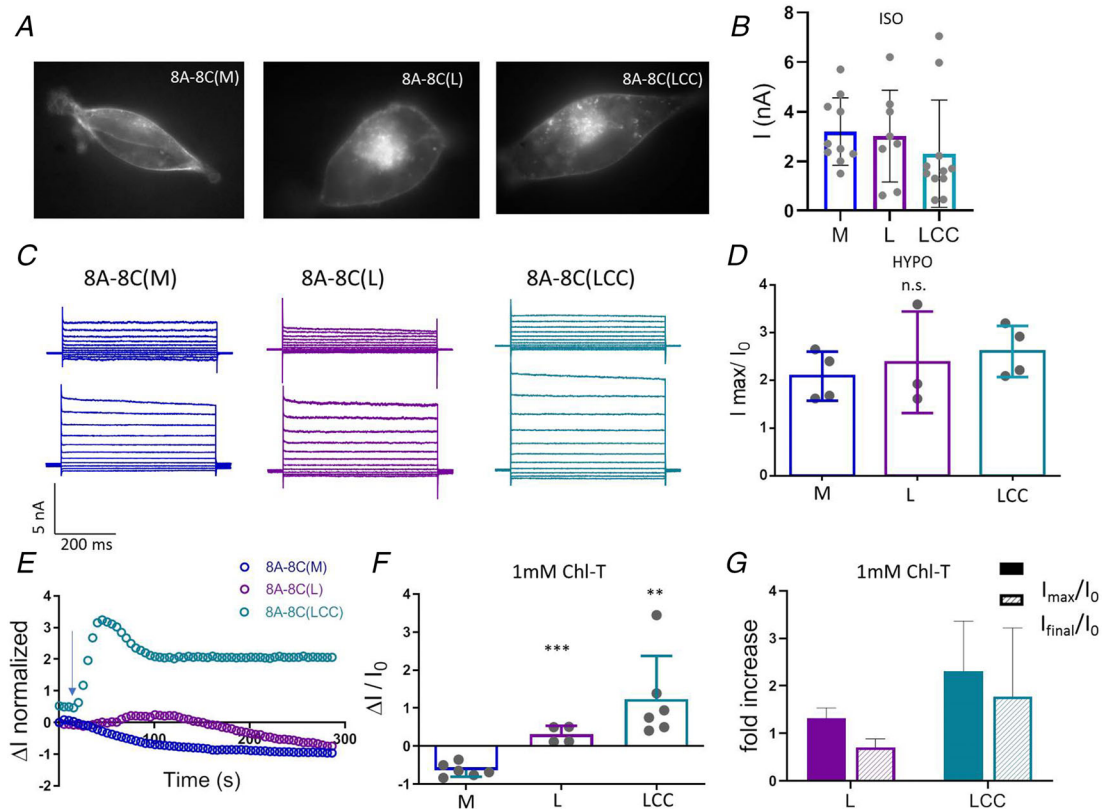 A
8A-8C(M)
8A-8C(L)
8A-8C(LCC)
B
ISO
I (nA)
8
6
4
2
0
M
L
LCC
C
8A-8C(M)
8A-8C(L)
8A-8C(LCC)
5 nA
200 ms
D
HYPO
n.s.
I max/ I0
4
3
2
1
0
M
L
LCC
E
8A-8C(M)
8A-8C(L)
8A-8C(LCC)
ΔI normalized
4
3
2
1
0
-1
-2
100
200
300
Time (s)
F
1mM Chl-T
**
***
ΔI / I0
4
3
2
1
0
-1
M
L
LCC
G
1mM Chl-T
Imax/I0
Ifinal/I0
fold increase
4
3
2
1
0
L
LCC